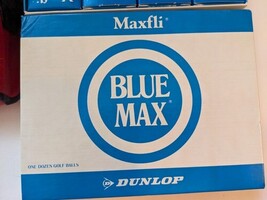 Maxfli®
BLUE
MAX®
ONE DOZEN GOLF BALLS
DUNLOP